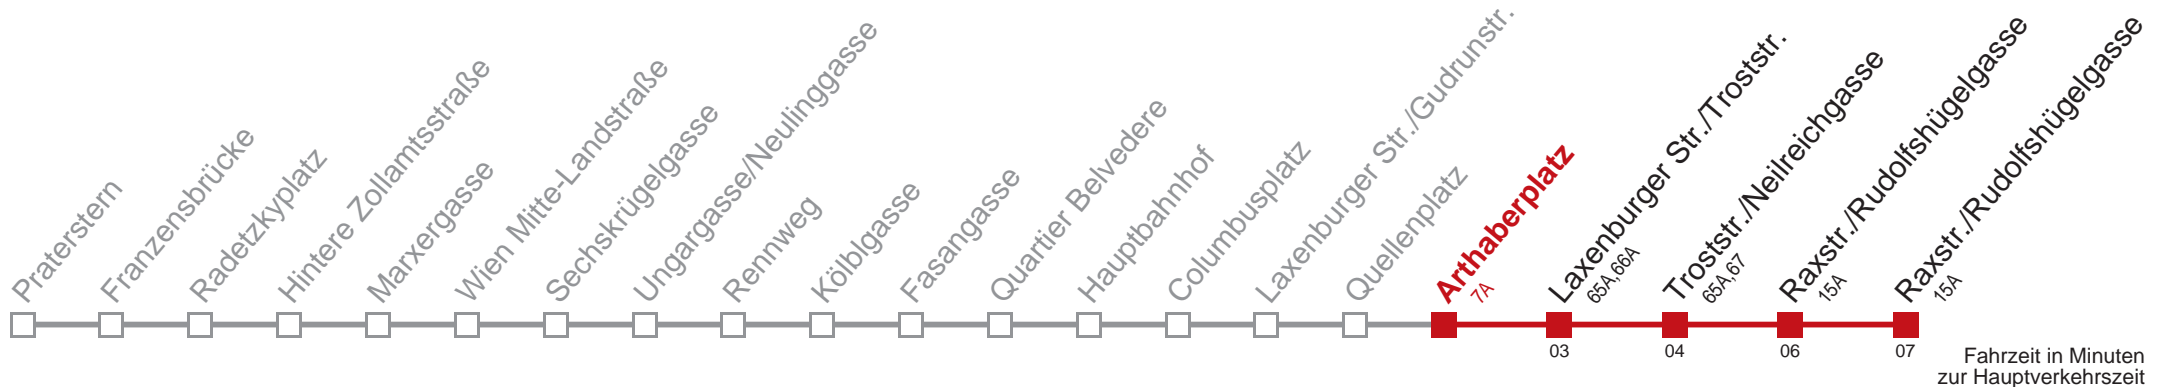 Praterstern
Franzensbrücke
Radetzkyplatz
Hintere Zollamtsstraße
Marxergasse
Wien Mitte-Landstraße
Sechskrügelgasse
Ungargasse/Neulinggasse
Rennweg
Kölblgasse
Fasangasse
Quartier Belvedere
Hauptbahnhof
Columbusplatz
Laxenburger Str./Gudrunstr.
Quellenplatz
Arthaberplatz
7A
Laxenburger Str./Troststr.
65A,66A
Troststr./Neilreichgasse
65A,67
Raxstr./Rudolfshügelgasse
15A
Raxstr./Rudolfshügelgasse
15A
03
04
06
07
Fahrzeit in Minuten
zur Hauptverkehrszeit